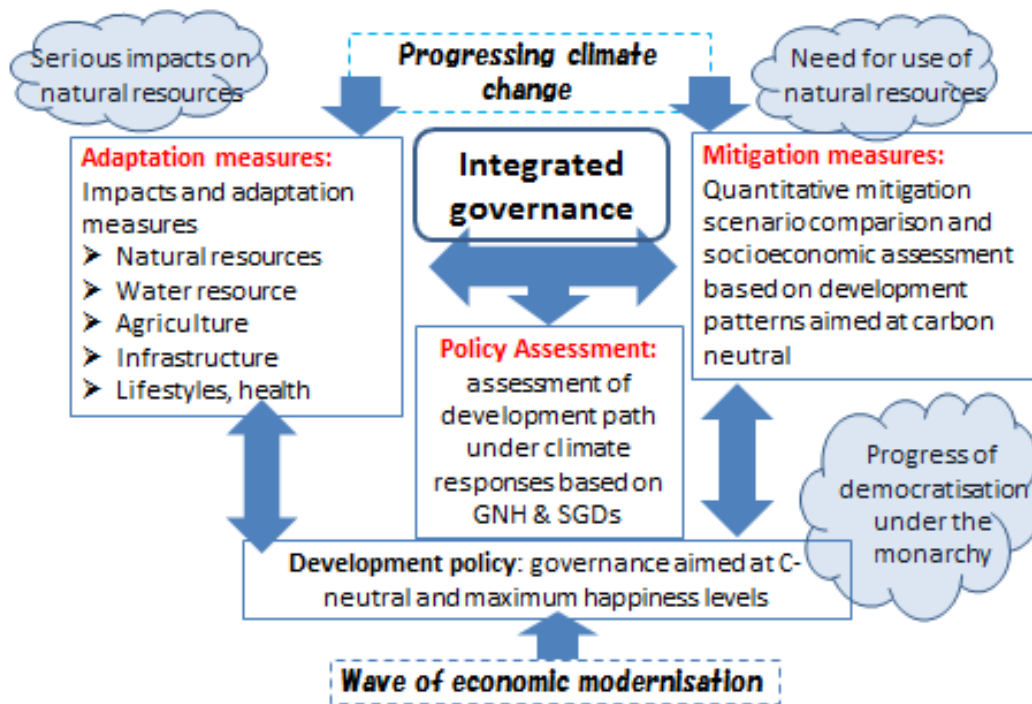 Serious impacts on
natural resources
Progressing climate
change
Need for use of
natural resources
Adaptation measures:
Impacts and adaptation
measures
➤ Natural resources
➤ Water resource
➤ Agriculture
➤ Infrastructure
➤ Lifestyles, health
Integrated
governance
Mitigation measures:
Quantitative mitigation
scenario comparison and
socioeconomic assessment
based on development
patterns aimed at carbon
neutral
Policy Assessment:
assessment of
development path
under climate
responses based on
GNH & SGDs
Progress of
democratisation
under the
monarchy
Development policy: governance aimed at C-
neutral and maximum happiness levels
Wave of economic modernisation